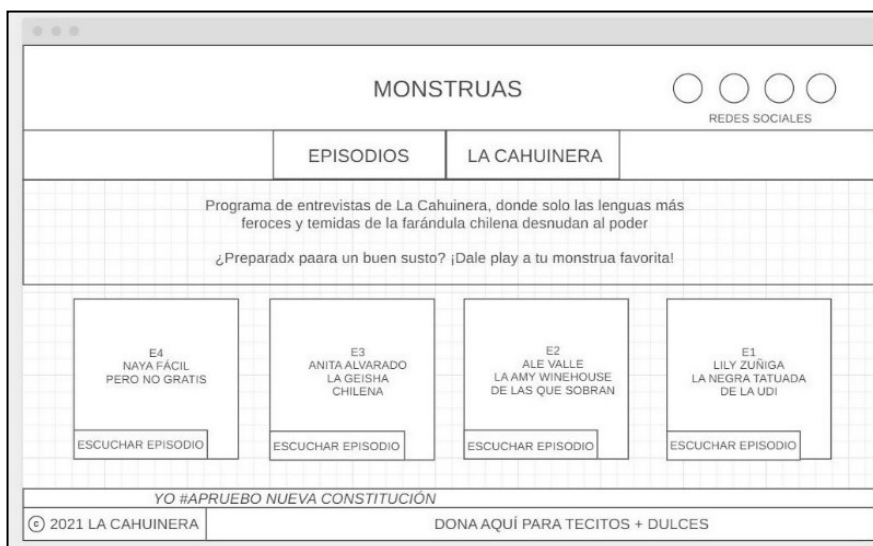 MONSTRUAS
REDES SOCIALES
EPISODIOS
LA CAHUINERA
Programa de entrevistas de La Cahuinera, donde solo las lenguas más
feroces y temidas de la farándula chilena desnudan al poder
¿Preparadx paara un buen susto? ¡Dale play a tu monstrua favorita!
E4
NAYA FÁCIL
PERO NO GRATIS
ESCUCHAR EPISODIO
E3
ANITA ALVARADO
LA GEISHA
CHILENA
ESCUCHAR EPISODIO
E2
ALE VALLE
LA AMY WINEHOUSE
DE LAS QUE SOBRAN
ESCUCHAR EPISODIO
E1
LILY ZUÑIGA
LA NEGRA TATUADA
DE LA UDI
ESCUCHAR EPISODIO
YO #APRUEBO NUEVA CONSTITUCIÓN
© 2021 LA CAHUINERA
DONA AQUÍ PARA TECITOS + DULCES